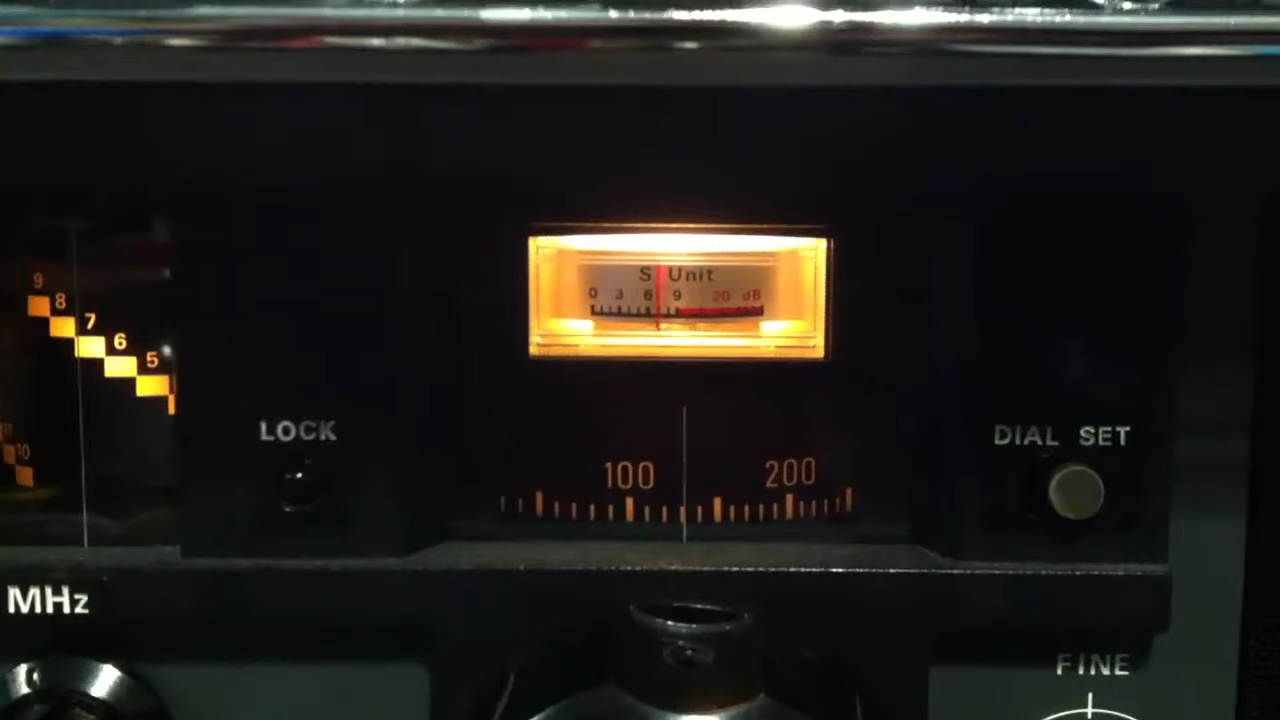 S Unit
0 3 6 9 20 dB
9
8
7
6
5
10
LOCK
100 200
DIAL SET
MHz
FINE